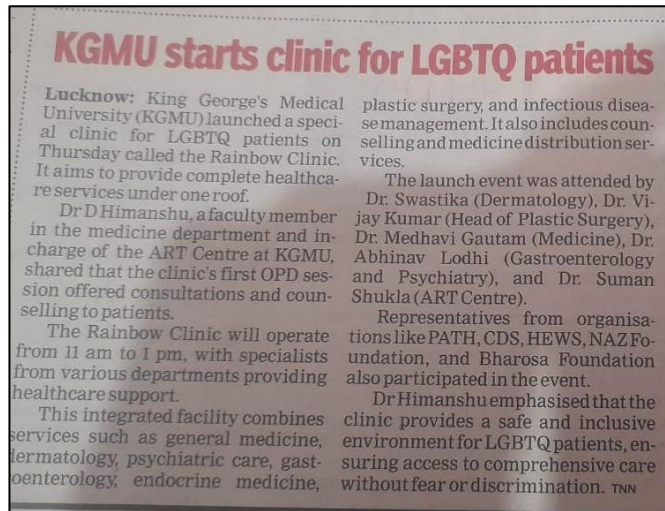 KGMU starts clinic for LGBTQ patients
Lucknow: King George's Medical
University (KGMU) launched a speci-
al clinic for LGBTQ patients on
Thursday called the Rainbow Clinic.
It aims to provide complete healthca-
re services under one roof.
Dr D Himanshu, a faculty member
in the medicine department and in-
charge of the ART Centre at KGMU,
shared that the clinic's first OPD ses-
sion offered consultations and coun-
selling to patients.
The Rainbow Clinic will operate
from 11 am to 1 pm, with specialists
from various departments providing
healthcare support.
This integrated facility combines
services such as general medicine,
dermatology, psychiatric care, gast-
oenterology, endocrine medicine,
plastic surgery, and infectious disea-
se management. It also includes coun-
selling and medicine distribution ser-
vices.
The launch event was attended by
Dr. Swastika (Dermatology), Dr. Vi-
jay Kumar (Head of Plastic Surgery),
Dr. Medhavi Gautam (Medicine), Dr.
Abhinav Lodhi (Gastroenterology
and Psychiatry), and Dr. Suman
Shukla (ART Centre).
Representatives from organisa-
tions like PATH, CDS, HEWS, NAZ Fo-
undation, and Bharosa Foundation
also participated in the event.
Dr Himanshu emphasised that the
clinic provides a safe and inclusive
environment for LGBTQ patients, en-
suring access to comprehensive care
without fear or discrimination. TNN